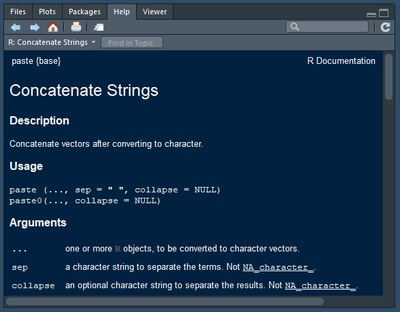 Files Plots Packages Help Viewer
R: Concatenate Strings Find in Topic
paste {base} R Documentation
Concatenate Strings
Description
Concatenate vectors after converting to character.
Usage
paste (..., sep = " ", collapse = NULL)
paste0(..., collapse = NULL)
Arguments
... one or more R objects, to be converted to character vectors.
sep a character string to separate the terms. Not NA_character_.
collapse an optional character string to separate the results. Not NA_character_.